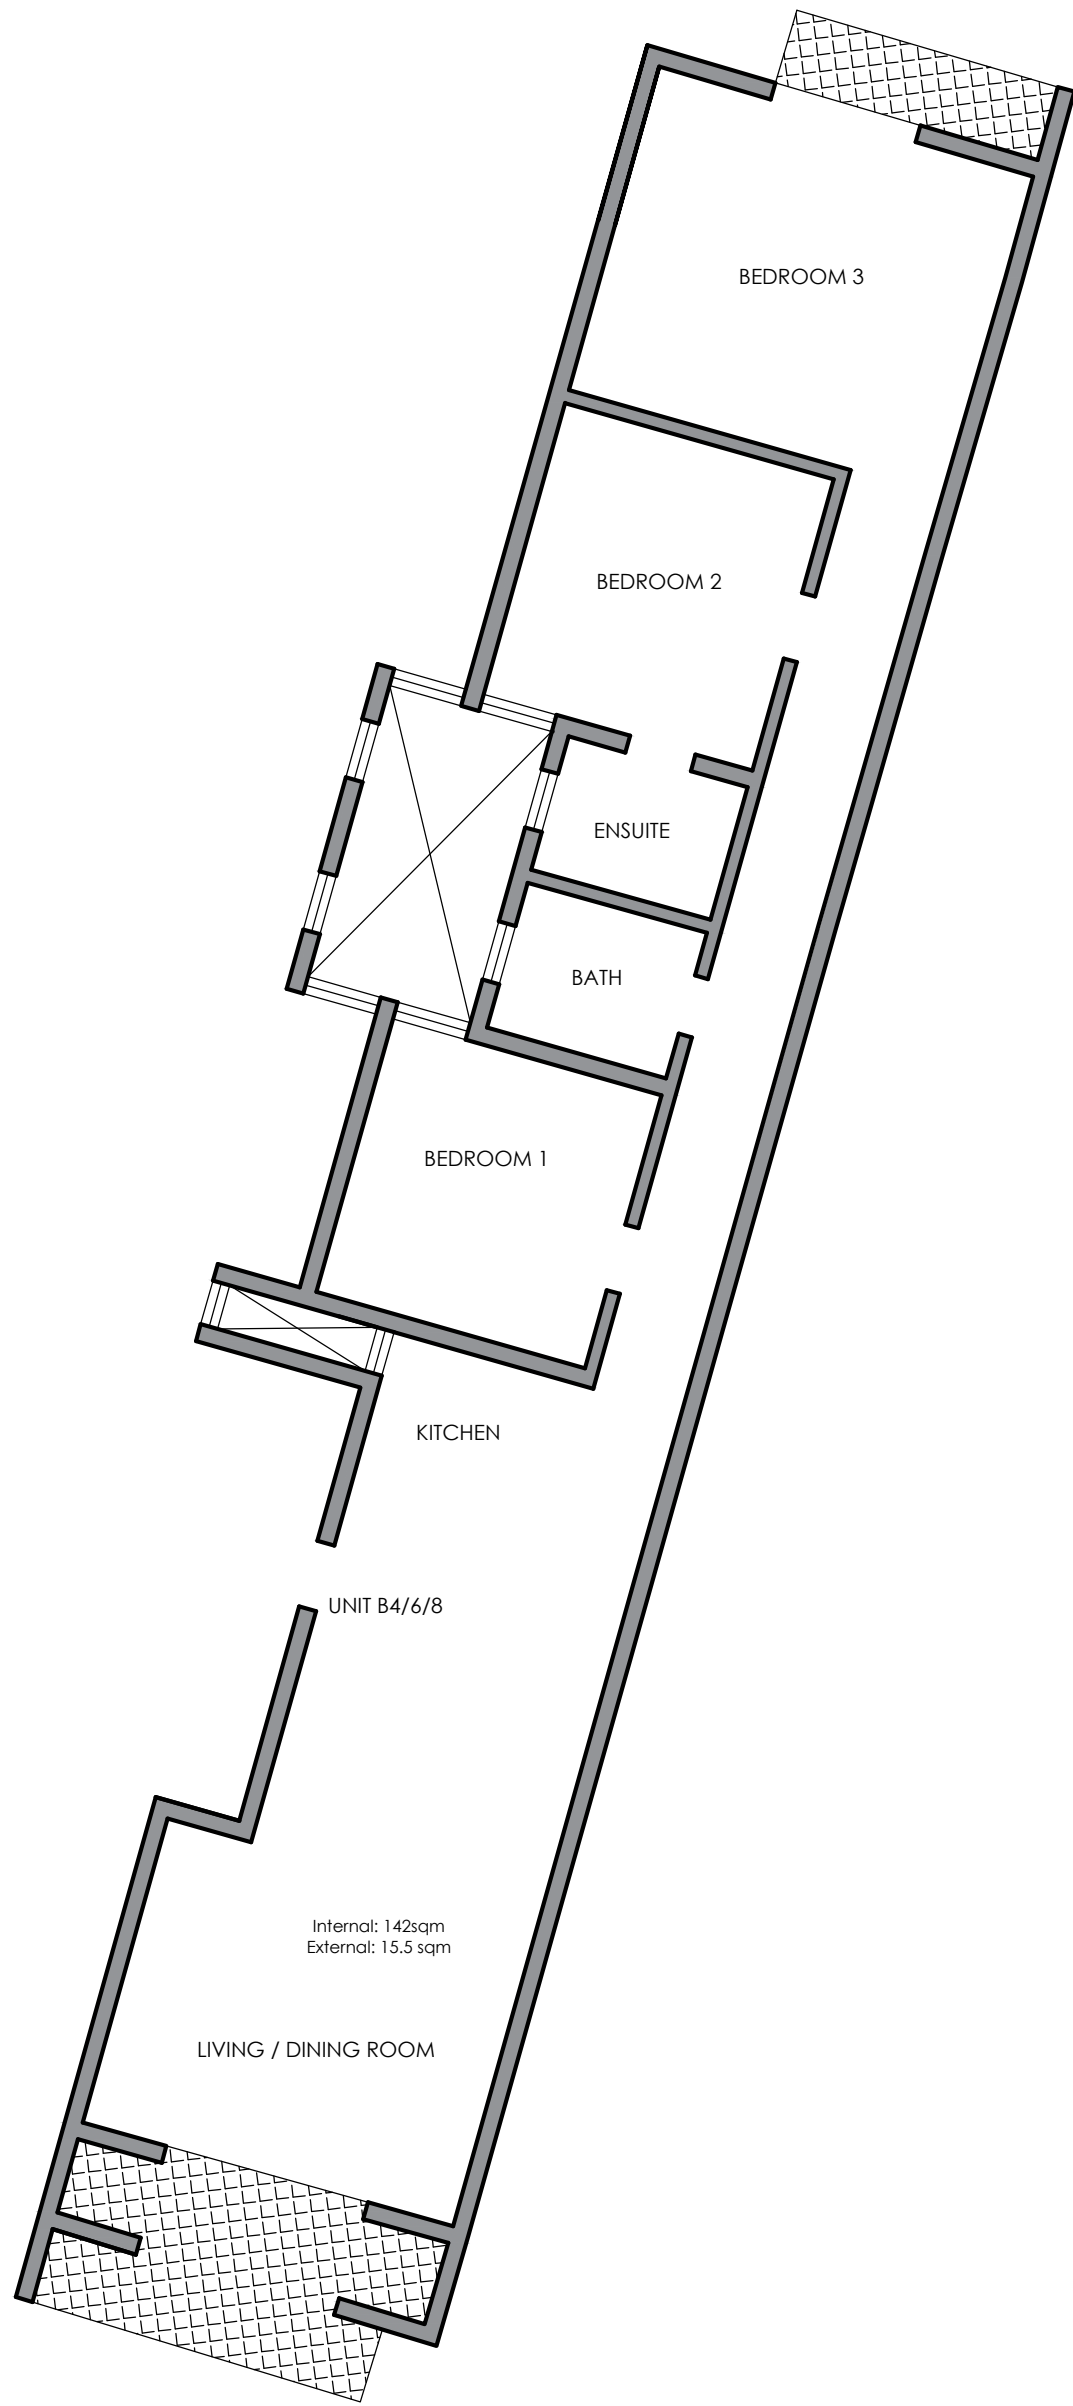 BEDROOM 3
BEDROOM 2
ENSUITE
BATH
BEDROOM 1
KITCHEN
UNIT B4/6/8
Internal: 142sqm
External: 15.5 sqm
LIVING / DINING ROOM